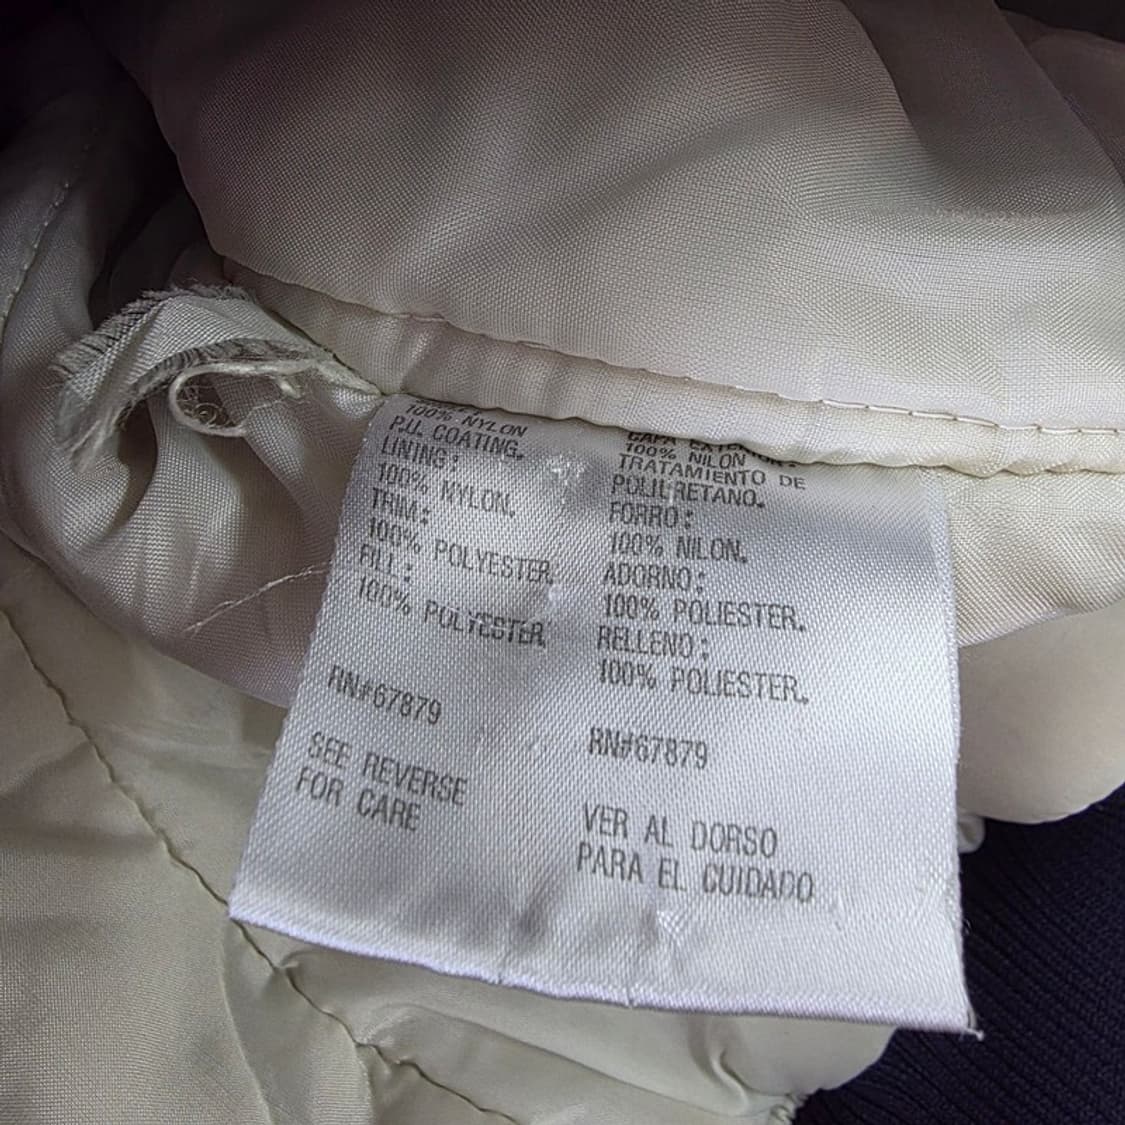 100% NYLON
P.U. COATING.
LINING:
100% NYLON.
TRIM:
100% POLYESTER.
FILL:
100% POLYESTER.
RN#67879
SEE REVERSE
FOR CARE
CAPA EXTERIOR:
100% NILON
TRATAMIENTO DE
POLIURETANO.
FORRO:
100% NILON.
ADORNO:
100% POLIESTER.
RELLENO:
100% POLIESTER.
RN#67879
VER AL DORSO
PARA EL CUIDADO